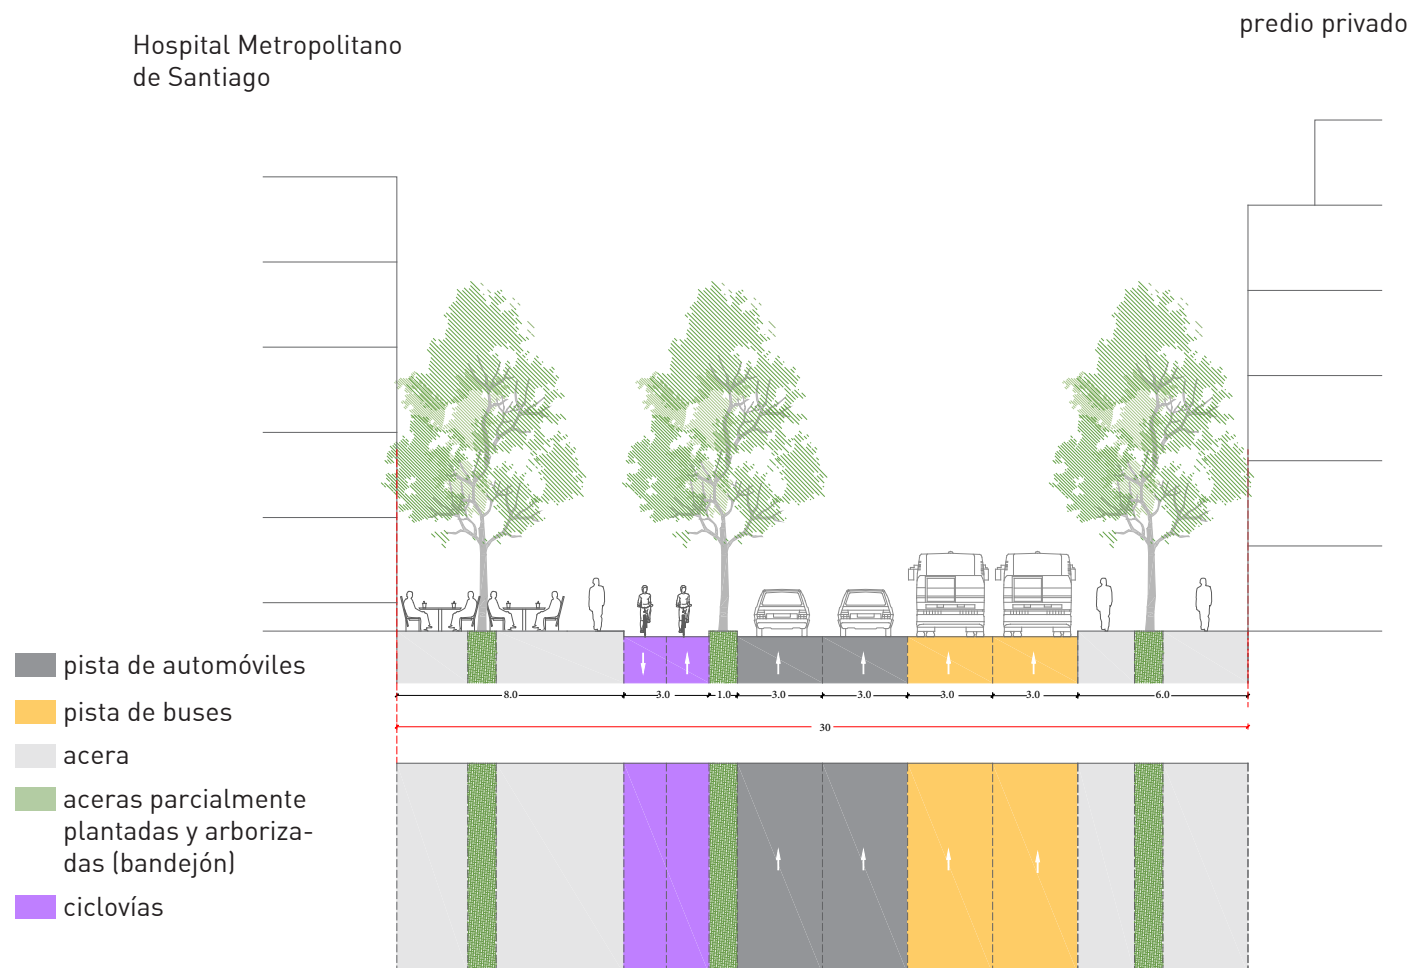 Hospital Metropolitano
de Santiago
predio privado
pista de automóviles
pista de buses
acera
aceras parcialmente
plantadas y arboriza-
das (bandejón)
ciclovías
8.0 3.0 1.0 3.0 3.0 3.0 3.0 6.0
30